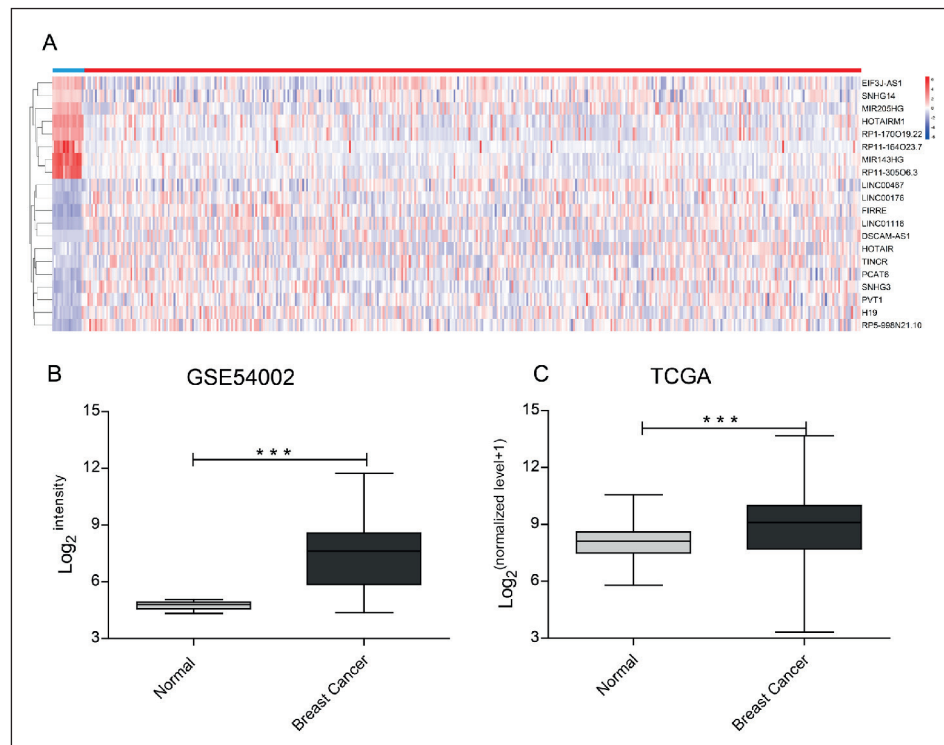 A
EIF3J-AS1
SNHG14
MIR205HG
HOTAIRM1
RP1-170O19.22
RP11-164O23.7
MIR143HG
RP11-305O6.3
LINC00487
LINC00176
FIRRE
LINC01118
DSCAM-AS1
HOTAIR
TINCR
PCAT6
SNHG3
PVT1
H19
RP5-998N21.10
B
GSE54002
15
12
9
6
3
Log2 intensity
***
Normal
Breast Cancer
C
TCGA
15
12
9
6
3
Log2 (normalized level+1)
***
Normal
Breast Cancer